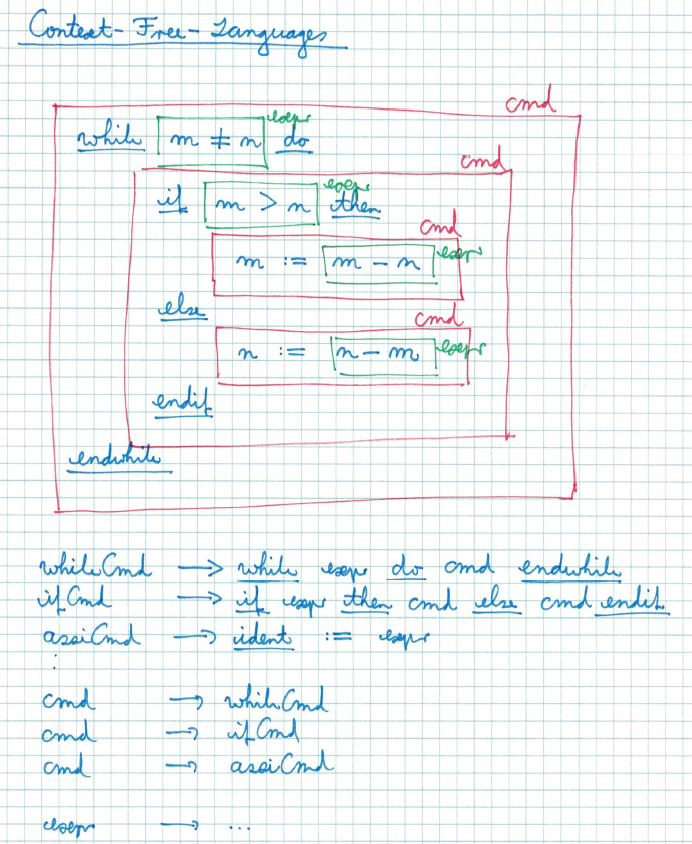 Context-Free-Languages
cmd
while m ≠ n expr do
cmd
if m > n expr then
cmd
m := m - n expr
else
cmd
n := n - m expr
endif
endwhile
whileCmd → while expr do cmd endwhile
ifCmd → if expr then cmd else cmd endif
assiCmd → ident := expr
:
cmd → whileCmd
cmd → ifCmd
cmd → assiCmd
expr → ...